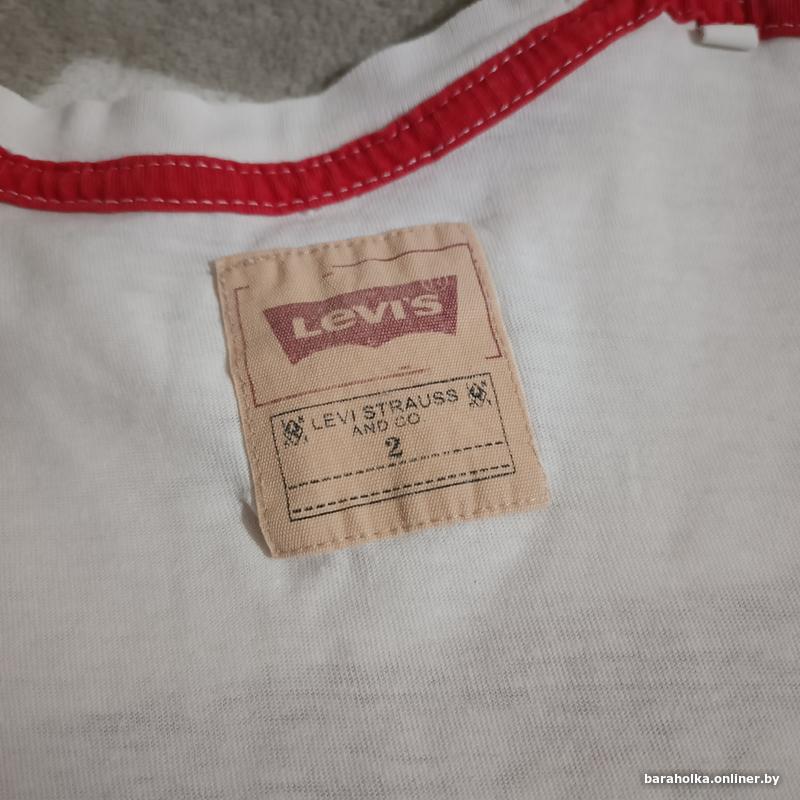 LEVI'S
LEVI STRAUSS
AND CO
2
baraholka.onliner.by